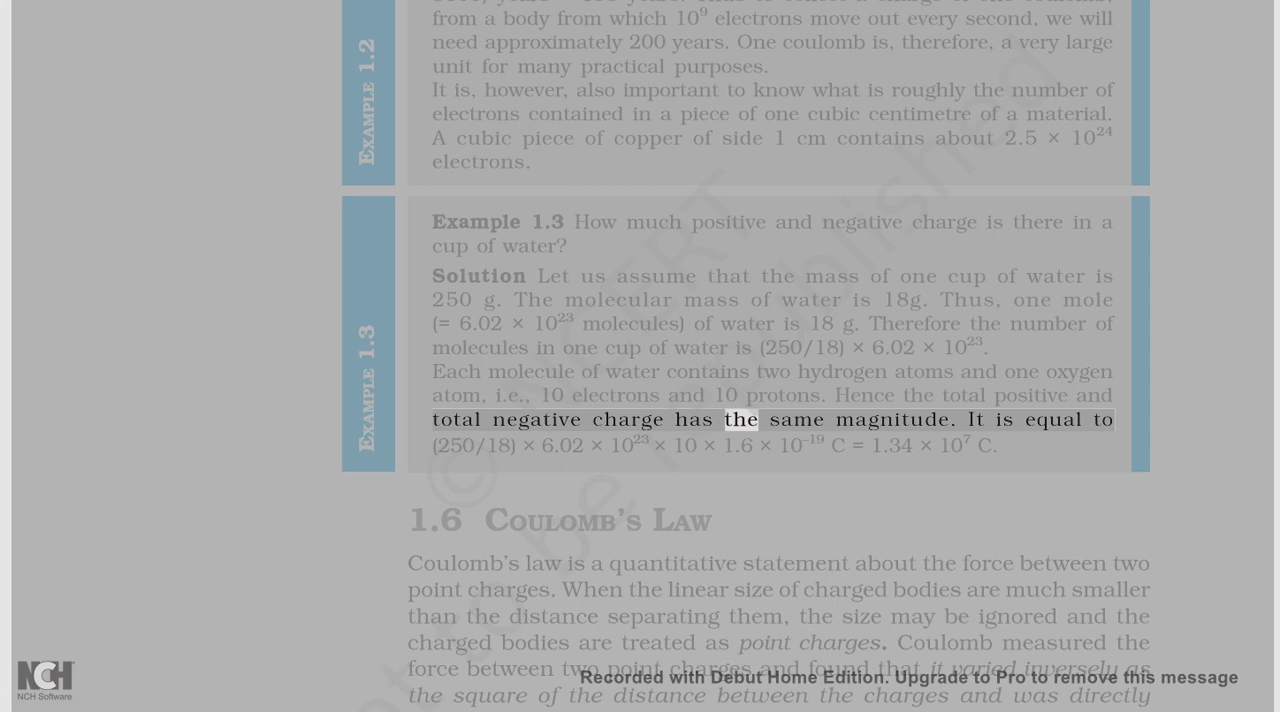 from a body from which 10⁹ electrons move out every second, we will
need approximately 200 years. One coulomb is, therefore, a very large
unit for many practical purposes.
It is, however, also important to know what is roughly the number of
electrons contained in a piece of one cubic centimetre of a material.
A cubic piece of copper of side 1 cm contains about 2.5 × 10²⁴
electrons.
EXAMPLE 1.2
Example 1.3 How much positive and negative charge is there in a
cup of water?
Solution Let us assume that the mass of one cup of water is
250 g. The molecular mass of water is 18g. Thus, one mole
(= 6.02 × 10²³ molecules) of water is 18 g. Therefore the number of
molecules in one cup of water is (250/18) × 6.02 × 10²³.
Each molecule of water contains two hydrogen atoms and one oxygen
atom, i.e., 10 electrons and 10 protons. Hence the total positive and
total negative charge has the same magnitude. It is equal to
(250/18) × 6.02 × 10²³ × 10 × 1.6 × 10⁻¹⁹ C = 1.34 × 10⁷ C.
EXAMPLE 1.3
1.6 COULOMB'S LAW
Coulomb's law is a quantitative statement about the force between two
point charges. When the linear size of charged bodies are much smaller
than the distance separating them, the size may be ignored and the
charged bodies are treated as point charges. Coulomb measured the
force between two point charges and found that it varied inversely as
the square of the distance between the charges and was directly
© NCERT
not to be republished
NCH
NCH Software
Recorded with Debut Home Edition. Upgrade to Pro to remove this message